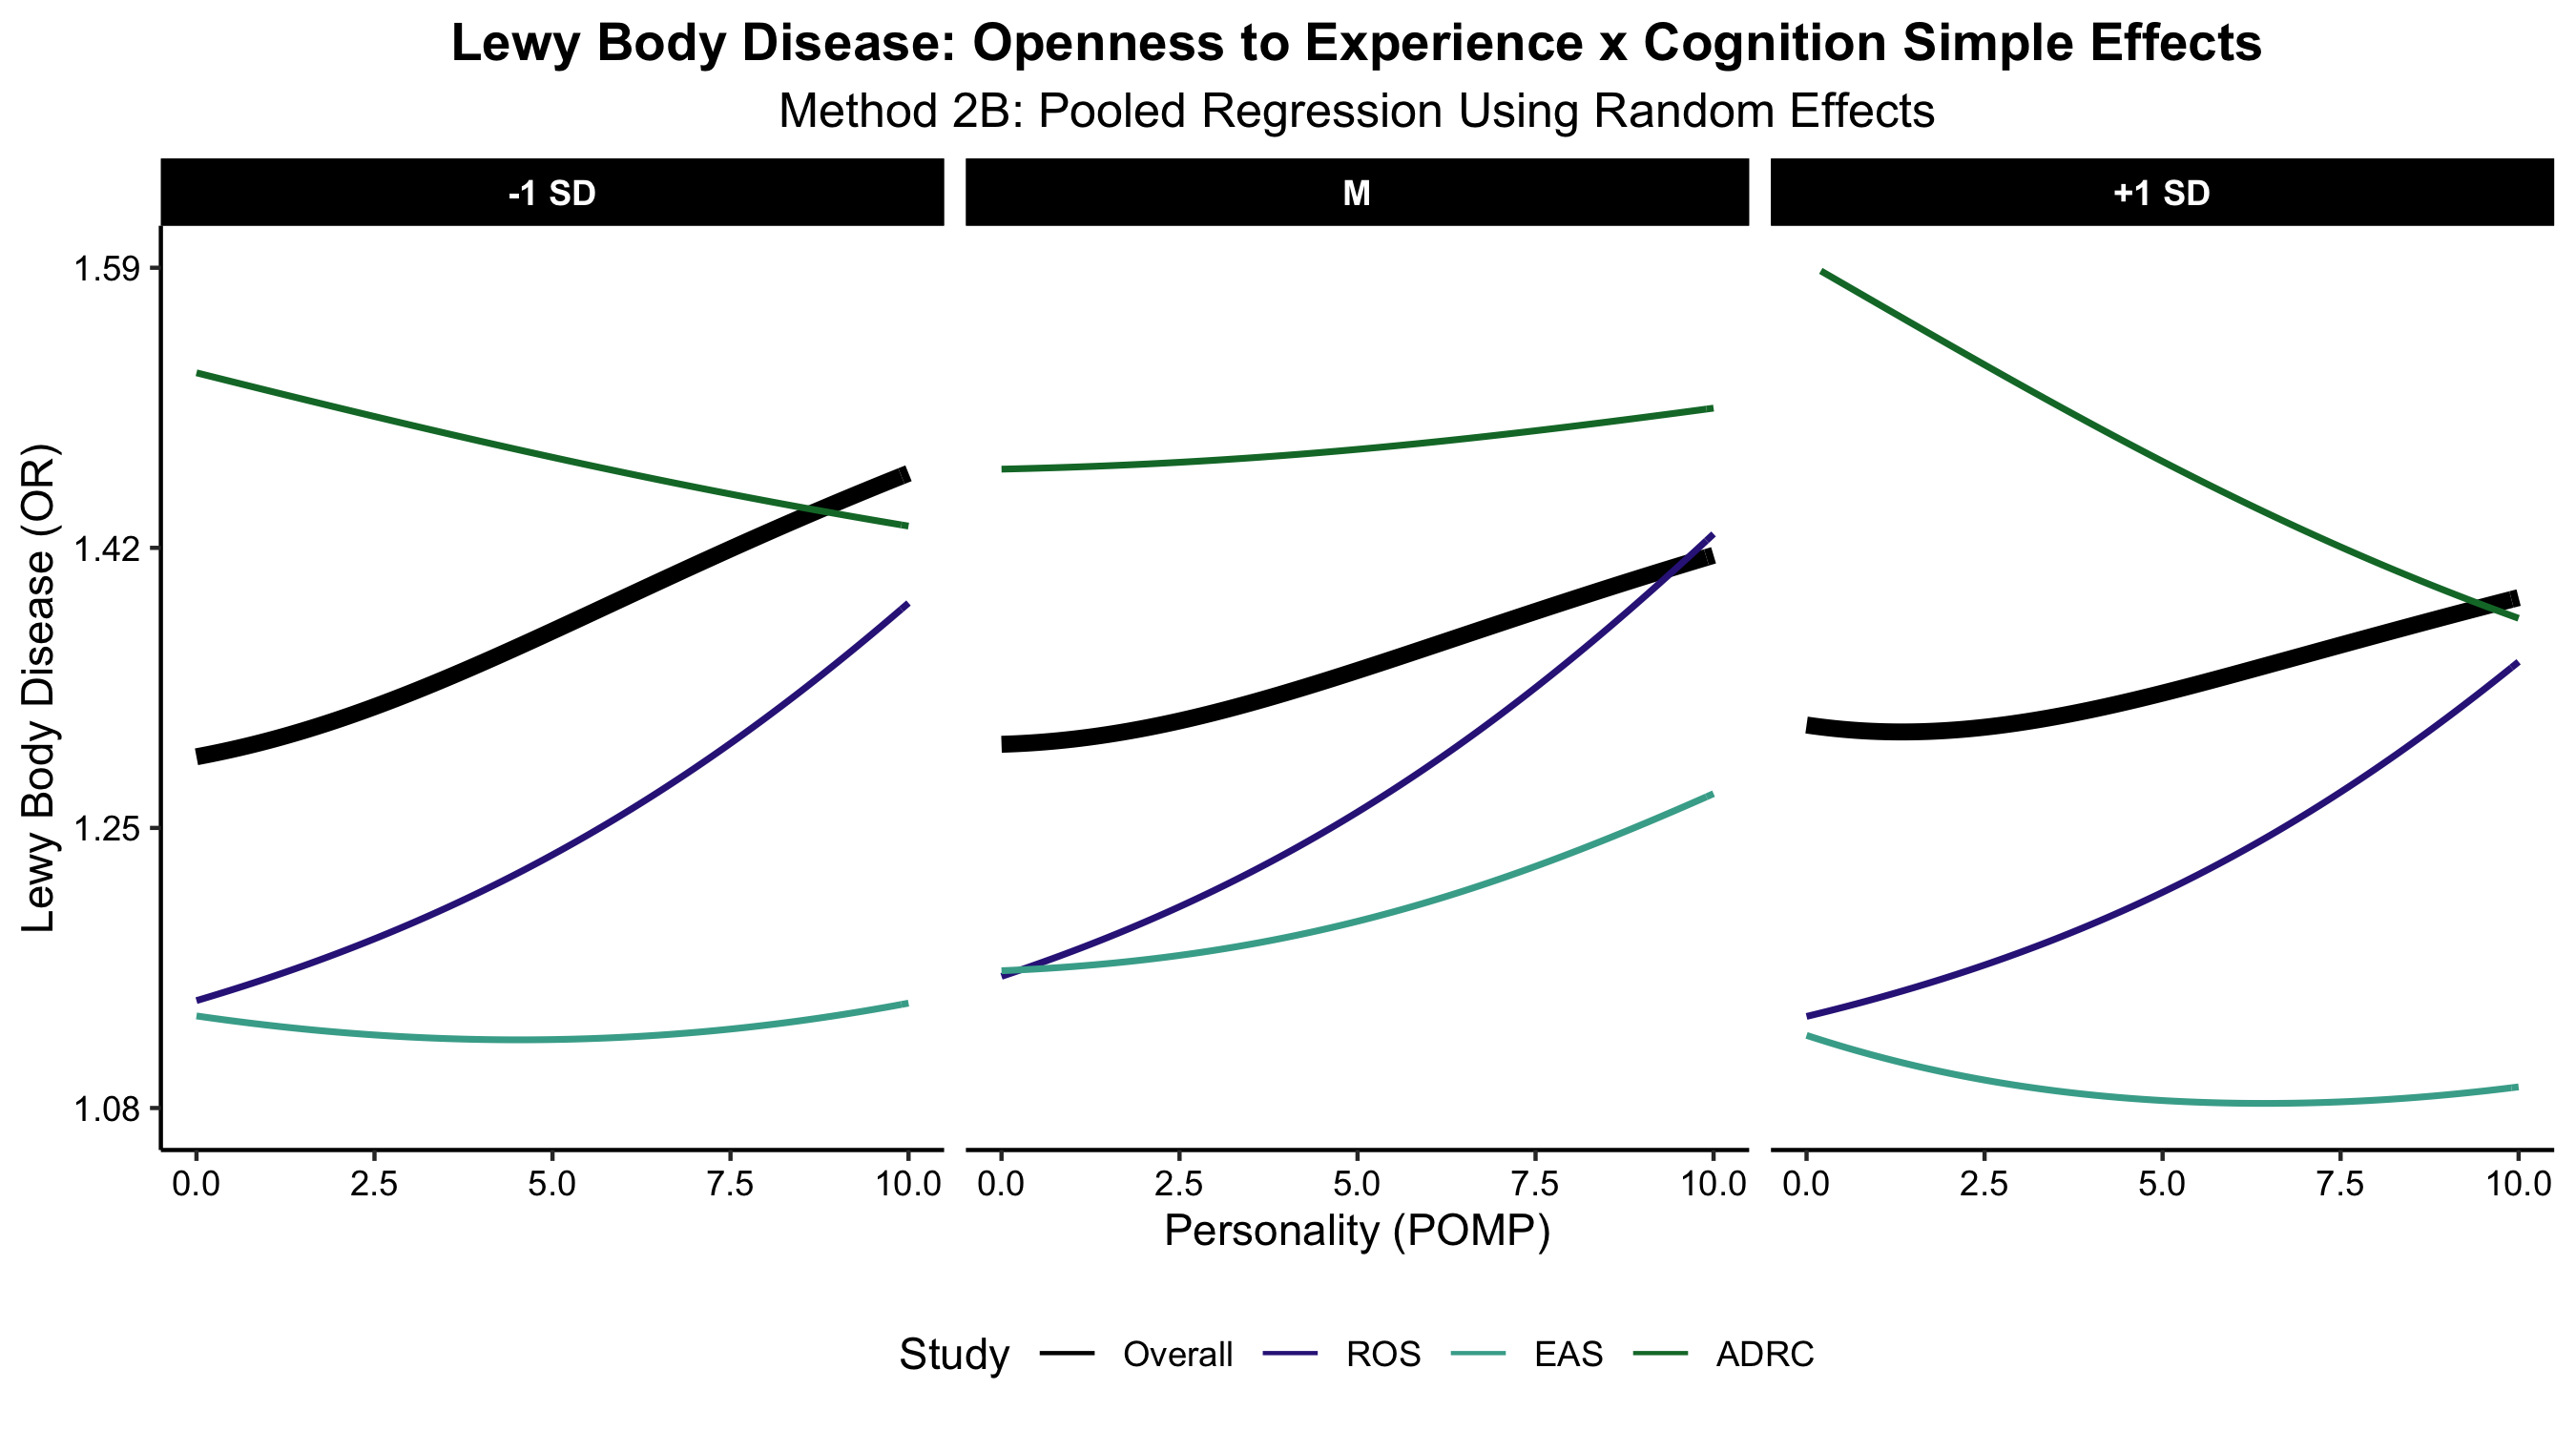 Lewy Body Disease: Openness to Experience x Cognition Simple Effects
Method 2B: Pooled Regression Using Random Effects
-1 SD M +1 SD
Lewy Body Disease (OR)
1.59
1.42
1.25
1.08
0.0 2.5 5.0 7.5 10.0 0.0 2.5 5.0 7.5 10.0 0.0 2.5 5.0 7.5 10.0
Personality (POMP)
Study Overall ROS EAS ADRC